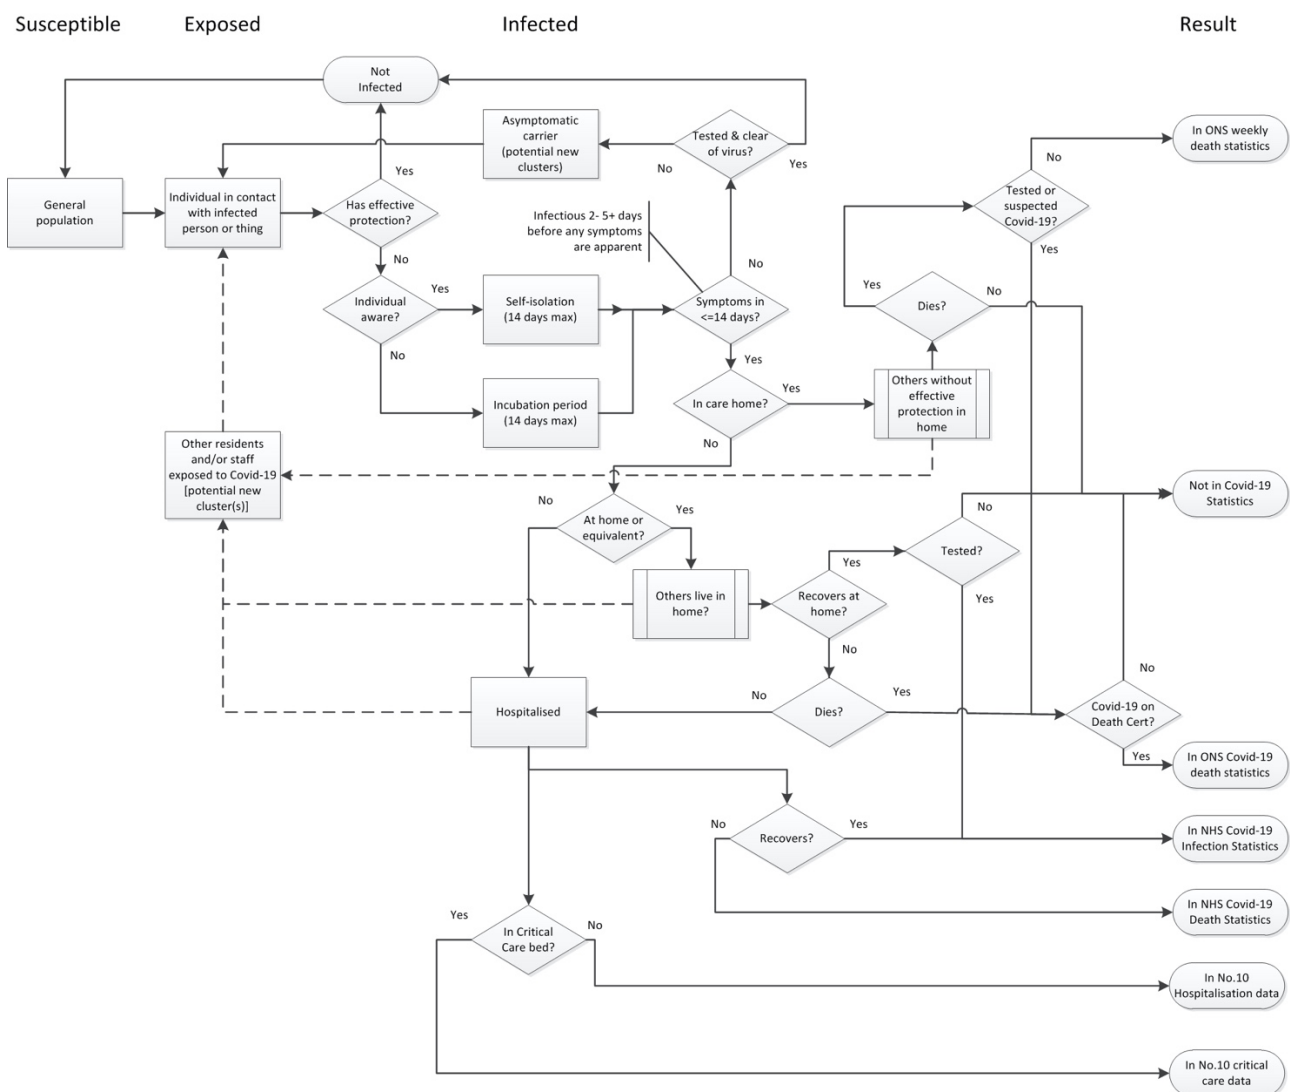 Susceptible
Exposed
Infected
Result
Not
Infected
Asymptomatic
carrier
(potential new
clusters)
Tested & clear
of virus?
No
Yes
In ONS weekly
death statistics
No
General
population
Individual in contact
with infected
person or thing
Yes
Has effective
protection?
No
Infectious 2- 5+ days
before any symptoms
are apparent
Tested or
suspected
Covid-19?
Yes
No
Individual
aware?
Yes
No
Self-isolation
(14 days max)
Symptoms in
<=14 days?
Yes
Yes
Dies?
No
Incubation period
(14 days max)
In care home?
Yes
No
Others without
effective
protection in
home
Other residents
and/or staff
exposed to Covid-19
[potential new
cluster(s)]
Not in Covid-19
Statistics
No
At home or
equivalent?
Yes
No
Tested?
Yes
Others live in
home?
Yes
Recovers at
home?
No
Hospitalised
No
Dies?
Yes
No
Covid-19 on
Death Cert?
Yes
In ONS Covid-19
death statistics
No
Recovers?
Yes
In NHS Covid-19
Infection Statistics
In NHS Covid-19
Death Statistics
Yes
In Critical
Care bed?
No
In No.10
Hospitalisation data
In No.10 critical
care data